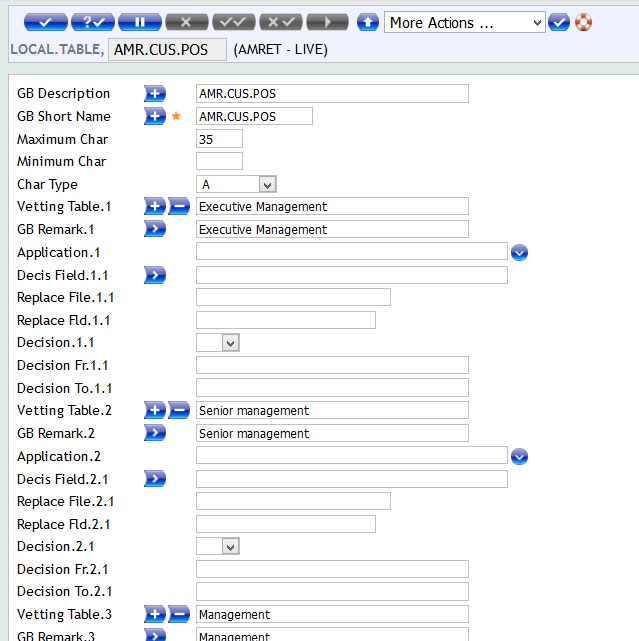 More Actions ...
LOCAL.TABLE, AMR.CUS.POS (AMRET - LIVE)
GB Description AMR.CUS.POS
GB Short Name * AMR.CUS.POS
Maximum Char 35
Minimum Char
Char Type A
Vetting Table.1 Executive Management
GB Remark.1 Executive Management
Application.1
Decis Field.1.1
Replace File.1.1
Replace Fld.1.1
Decision.1.1
Decision Fr.1.1
Decision To.1.1
Vetting Table.2 Senior management
GB Remark.2 Senior management
Application.2
Decis Field.2.1
Replace File.2.1
Replace Fld.2.1
Decision.2.1
Decision Fr.2.1
Decision To.2.1
Vetting Table.3 Management
GB Remark.3 Management